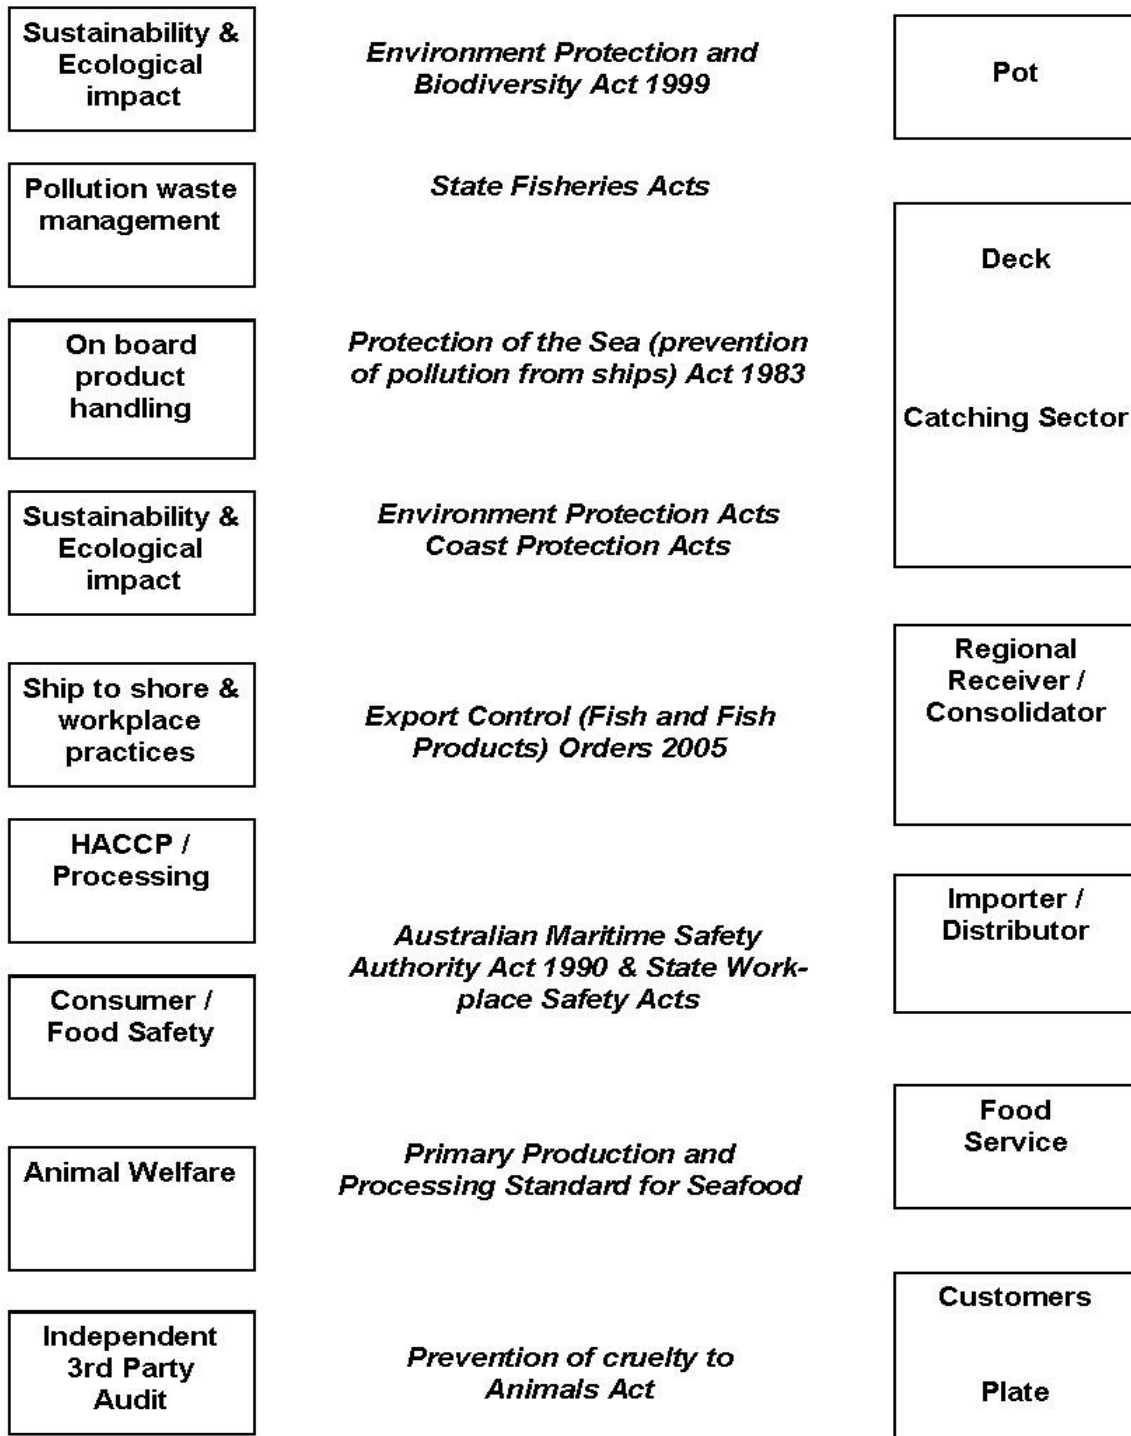 Sustainability &
Ecological
impact
Pollution waste
management
On board
product
handling
Sustainability &
Ecological
impact
Ship to shore &
workplace
practices
HACCP /
Processing
Consumer /
Food Safety
Animal Welfare
Independent
3rd Party
Audit
Environment Protection and
Biodiversity Act 1999
State Fisheries Acts
Protection of the Sea (prevention
of pollution from ships) Act 1983
Environment Protection Acts
Coast Protection Acts
Export Control (Fish and Fish
Products) Orders 2005
Australian Maritime Safety
Authority Act 1990 & State Work-
place Safety Acts
Primary Production and
Processing Standard for Seafood
Prevention of cruelty to
Animals Act
Pot
Deck
Catching Sector
Regional
Receiver /
Consolidator
Importer /
Distributor
Food
Service
Customers
Plate